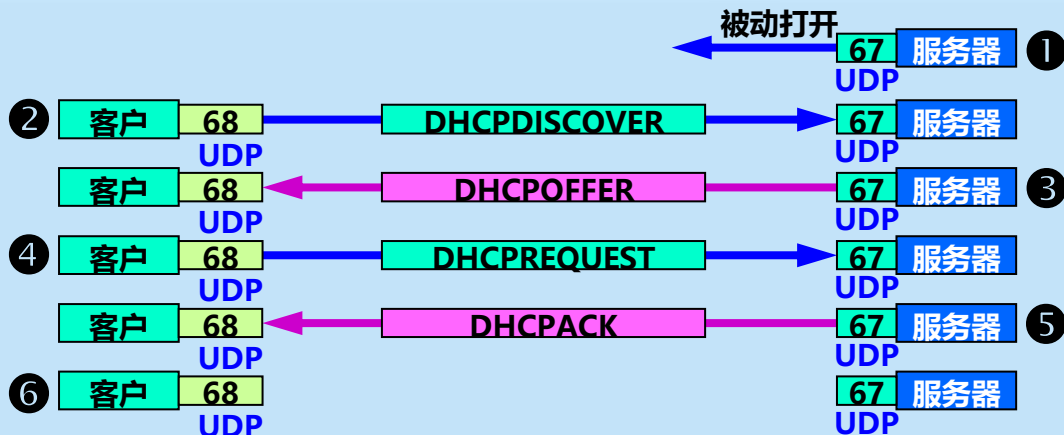 被动打开
67 服务器 ❶
UDP
❷ 客户 68 DHCPDISCOVER 67 服务器
UDP UDP
客户 68 DHCPOFFER 67 服务器 ❸
UDP UDP
❹ 客户 68 DHCPREQUEST 67 服务器
UDP UDP
客户 68 DHCPACK 67 服务器 ❺
UDP UDP
❻ 客户 68 67 服务器
UDP UDP